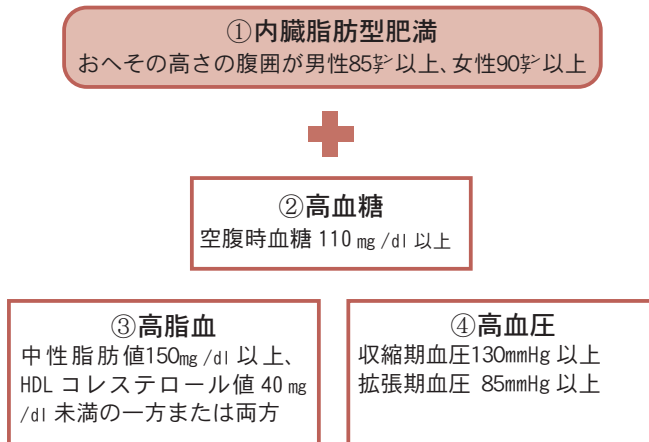 ①内臓脂肪型肥満
おへその高さの腹囲が男性85㌢以上、女性90㌢以上
②高血糖
空腹時血糖 110 ㎎ /dl 以上
③高脂血
中性脂肪値150㎎ /dl 以上、
HDL コレステロール値 40 ㎎
/dl 未満の一方または両方
④高血圧
収縮期血圧130mmHg 以上
拡張期血圧 85mmHg 以上